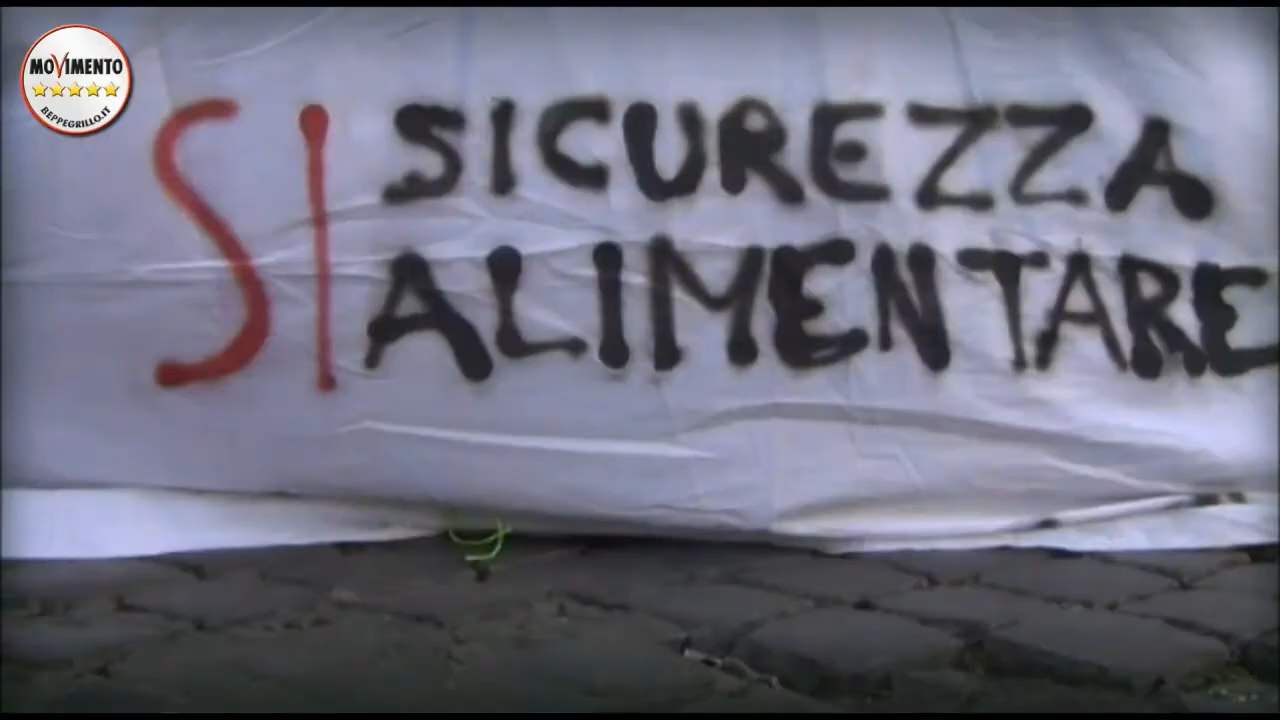 MOVIMENTO
BEPPEGRILLO.IT
SI
SICUREZZA
ALIMENTARE